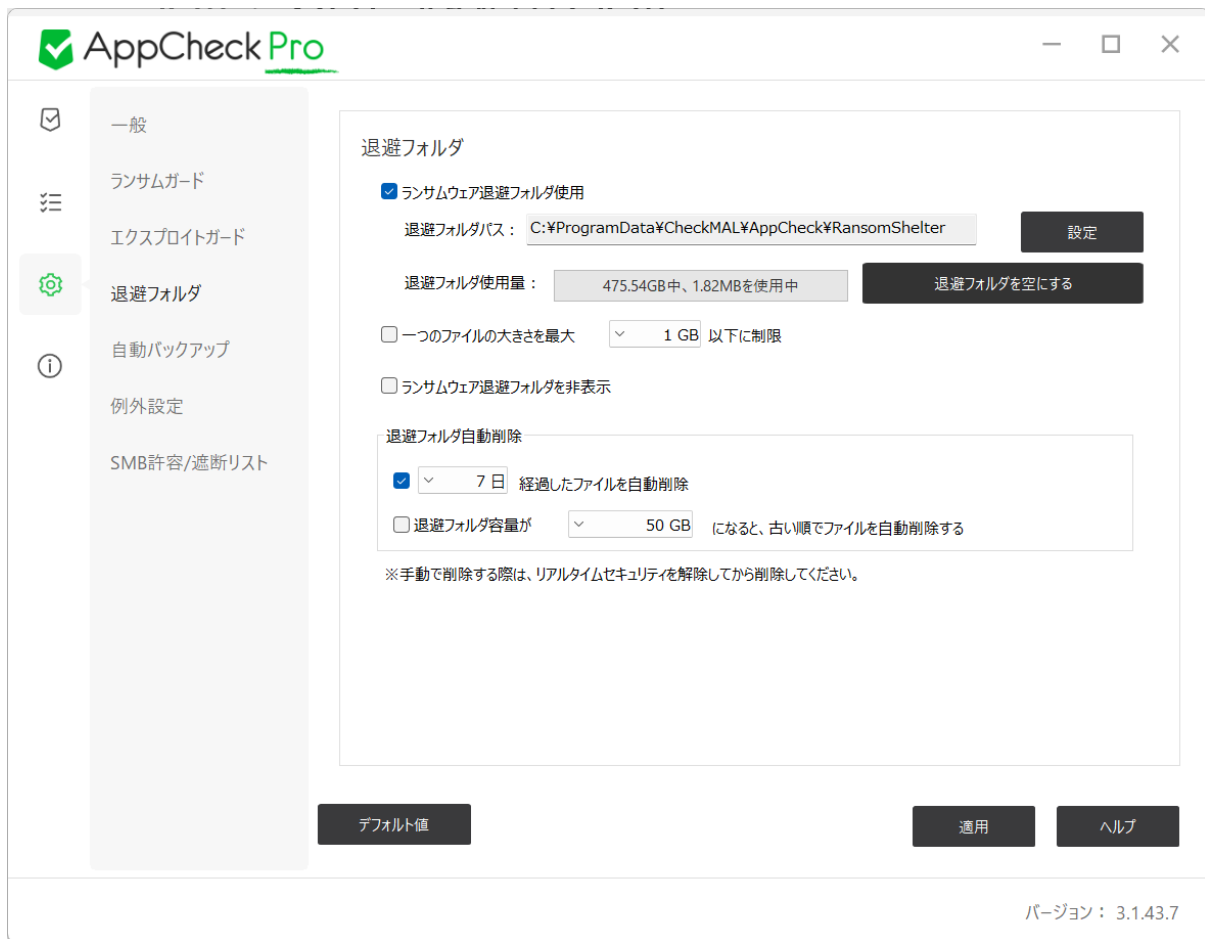 AppCheck Pro
一般
ランサムガード
エクスプロイトガード
退避フォルダ
自動バックアップ
例外設定
SMB許容/遮断リスト
退避フォルダ
ランサムウェア退避フォルダ使用
退避フォルダパス： C:¥ProgramData¥CheckMAL¥AppCheck¥RansomShelter 設定
退避フォルダ使用量： 475.54GB中、1.82MBを使用中 退避フォルダを空にする
一つのファイルの大きさを最大 1 GB 以下に制限
ランサムウェア退避フォルダを非表示
退避フォルダ自動削除
7 日 経過したファイルを自動削除
退避フォルダ容量が 50 GB になると、古い順でファイルを自動削除する
※手動で削除する際は、リアルタイムセキュリティを解除してから削除してください。
デフォルト値 適用 ヘルプ
バージョン： 3.1.43.7